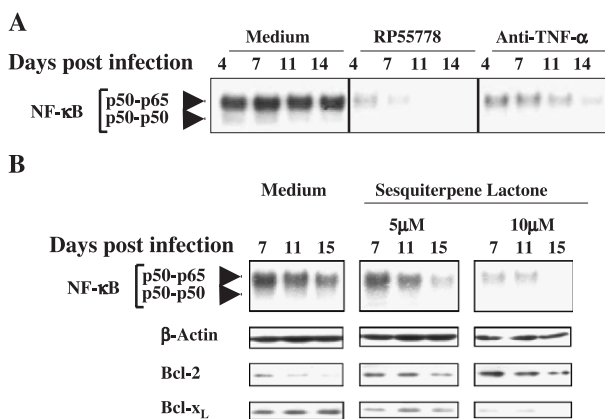 A
Medium RP55778 Anti-TNF-α
Days post infection 4 7 11 14 4 7 11 14 4 7 11 14
NF-κB
p50-p65
p50-p50
B
Medium Sesquiterpene Lactone
5μM 10μM
Days post infection 7 11 15 7 11 15 7 11 15
NF-κB
p50-p65
p50-p50
β-Actin
Bcl-2
Bcl-xL